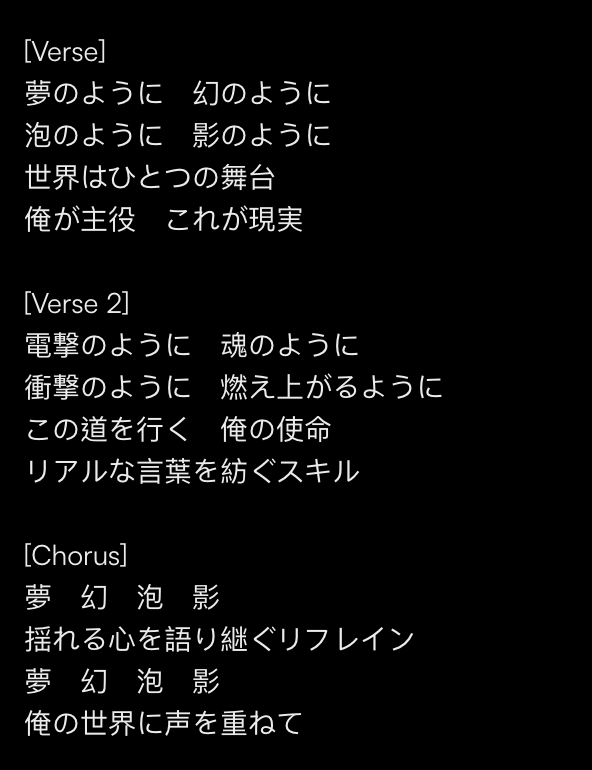 [Verse]
夢のように　幻のように
泡のように　影のように
世界はひとつの舞台
俺が主役　これが現実

[Verse 2]
電撃のように　魂のように
衝撃のように　燃え上がるように
この道を行く　俺の使命
リアルな言葉を紡ぐスキル

[Chorus]
夢　幻　泡　影
揺れる心を語り継ぐリフレイン
夢　幻　泡　影
俺の世界に声を重ねて